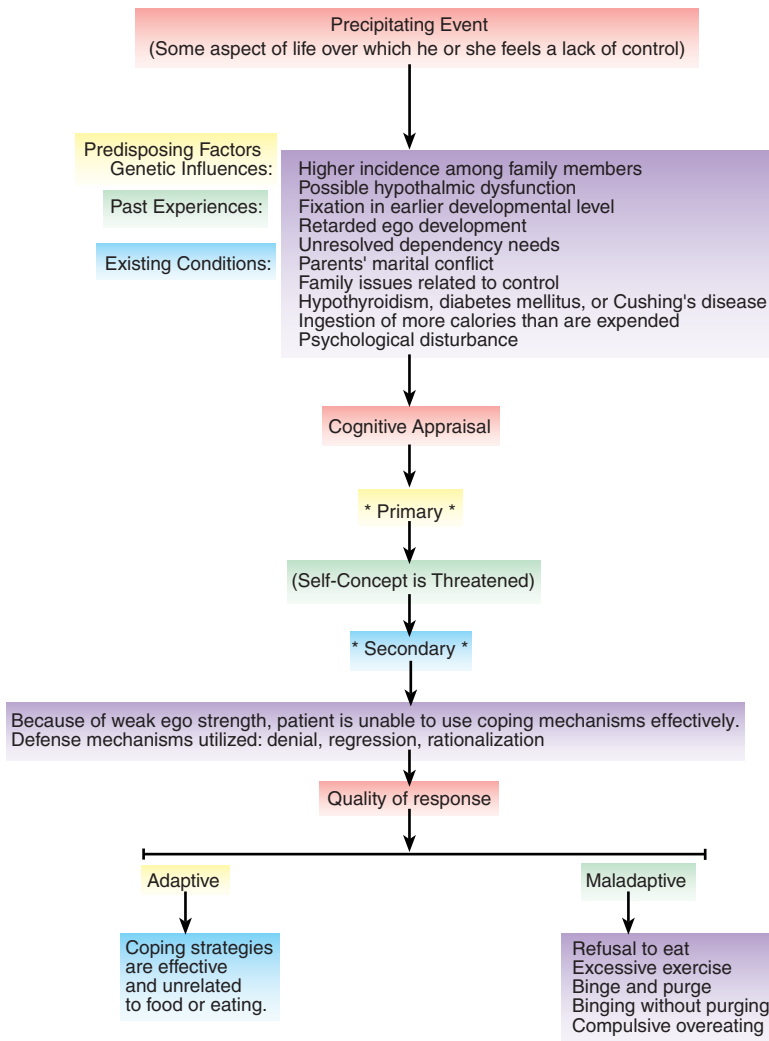 Precipitating Event
(Some aspect of life over which he or she feels a lack of control)
Predisposing Factors
Genetic Influences:
Higher incidence among family members
Possible hypothalmic dysfunction
Past Experiences:
Fixation in earlier developmental level
Retarded ego development
Unresolved dependency needs
Existing Conditions:
Parents' marital conflict
Family issues related to control
Hypothyroidism, diabetes mellitus, or Cushing's disease
Ingestion of more calories than are expended
Psychological disturbance
Cognitive Appraisal
* Primary *
(Self-Concept is Threatened)
* Secondary *
Because of weak ego strength, patient is unable to use coping mechanisms effectively.
Defense mechanisms utilized: denial, regression, rationalization
Quality of response
Adaptive
Maladaptive
Coping strategies
are effective
and unrelated
to food or eating.
Refusal to eat
Excessive exercise
Binge and purge
Binging without purging
Compulsive overeating